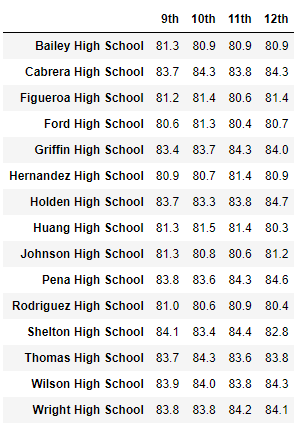 9th 10th 11th 12th
Bailey High School 81.3 80.9 80.9 80.9
Cabrera High School 83.7 84.3 83.8 84.3
Figueroa High School 81.2 81.4 80.6 81.4
Ford High School 80.6 81.3 80.4 80.7
Griffin High School 83.4 83.7 84.3 84.0
Hernandez High School 80.9 80.7 81.4 80.9
Holden High School 83.7 83.3 83.8 84.7
Huang High School 81.3 81.5 81.4 80.3
Johnson High School 81.3 80.8 80.6 81.2
Pena High School 83.8 83.6 84.3 84.6
Rodriguez High School 81.0 80.6 80.9 80.4
Shelton High School 84.1 83.4 84.4 82.8
Thomas High School 83.7 84.3 83.6 83.8
Wilson High School 83.9 84.0 83.8 84.3
Wright High School 83.8 83.8 84.2 84.1